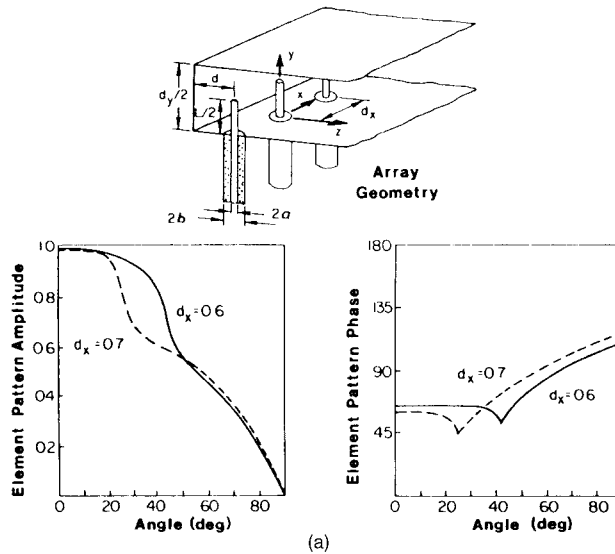 y
d
d_y/2
L/2
x
d_x
z
2b
2a
Array
Geometry
Element Pattern Amplitude
1.0
0.8
0.6
0.4
0.2
0
d_x = 0.6
d_x = 0.7
0 20 40 60 80
Angle (deg)
Element Pattern Phase
180
135
90
45
0
d_x = 0.7
d_x = 0.6
0 20 40 60 80
Angle (deg)
(a)